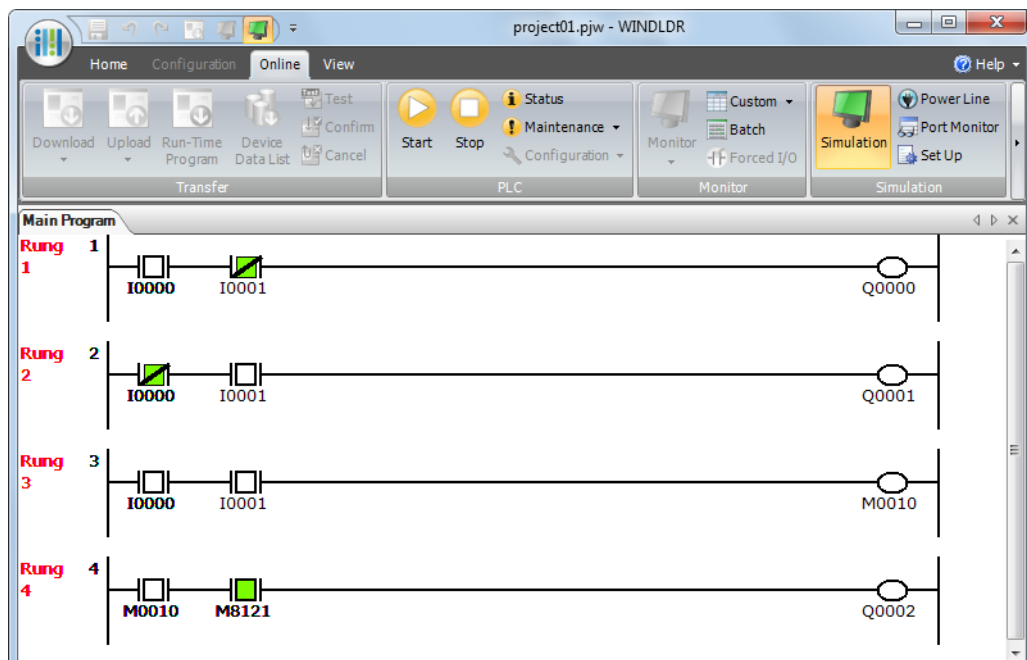 project01.pjw - WINDLDR
Home Configuration Online View Help
Download Upload Run-Time Program Device Data List Test Confirm Cancel
Transfer
Start Stop Status Maintenance Configuration
PLC
Monitor Custom Batch Forced I/O
Monitor
Simulation Power Line Port Monitor Set Up
Simulation
Main Program
Rung 1 1
I0000 I0001 Q0000
Rung 2 2
I0000 I0001 Q0001
Rung 3 3
I0000 I0001 M0010
Rung 4 4
M0010 M8121 Q0002